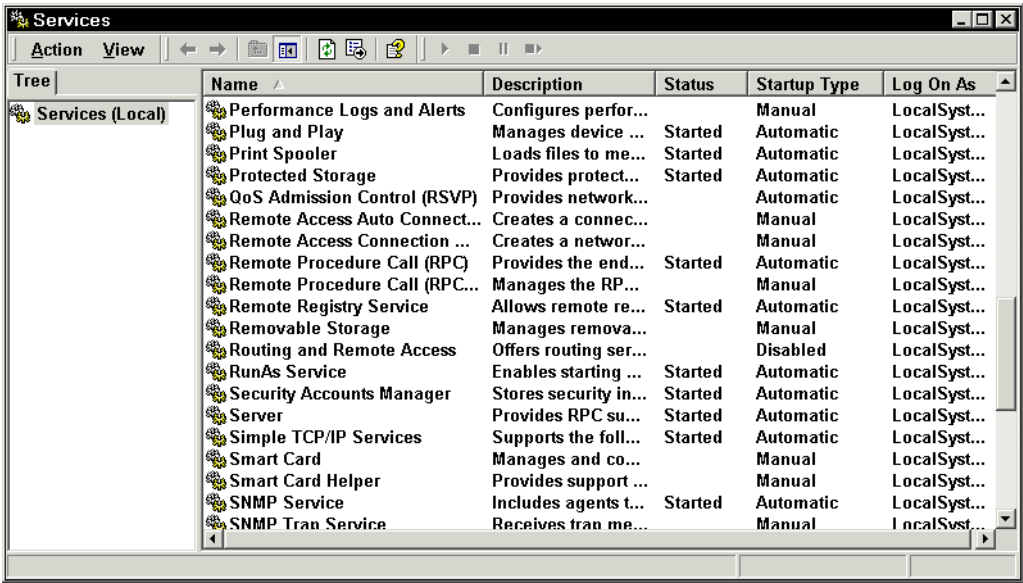 Services
Action View
Tree
Name Description Status Startup Type Log On As
Services (Local)
Performance Logs and Alerts Configures perfor... Manual LocalSyst...
Plug and Play Manages device ... Started Automatic LocalSyst...
Print Spooler Loads files to me... Started Automatic LocalSyst...
Protected Storage Provides protect... Started Automatic LocalSyst...
QoS Admission Control (RSVP) Provides network... Automatic LocalSyst...
Remote Access Auto Connect... Creates a connec... Manual LocalSyst...
Remote Access Connection ... Creates a networ... Manual LocalSyst...
Remote Procedure Call (RPC) Provides the end... Started Automatic LocalSyst...
Remote Procedure Call (RPC... Manages the RP... Manual LocalSyst...
Remote Registry Service Allows remote re... Started Automatic LocalSyst...
Removable Storage Manages remova... Manual LocalSyst...
Routing and Remote Access Offers routing ser... Disabled LocalSyst...
RunAs Service Enables starting ... Started Automatic LocalSyst...
Security Accounts Manager Stores security in... Started Automatic LocalSyst...
Server Provides RPC su... Started Automatic LocalSyst...
Simple TCP/IP Services Supports the foll... Started Automatic LocalSyst...
Smart Card Manages and co... Manual LocalSyst...
Smart Card Helper Provides support ... Manual LocalSyst...
SNMP Service Includes agents t... Started Automatic LocalSyst...
SNMP Trap Service Receives trap me... Manual LocalSyst...